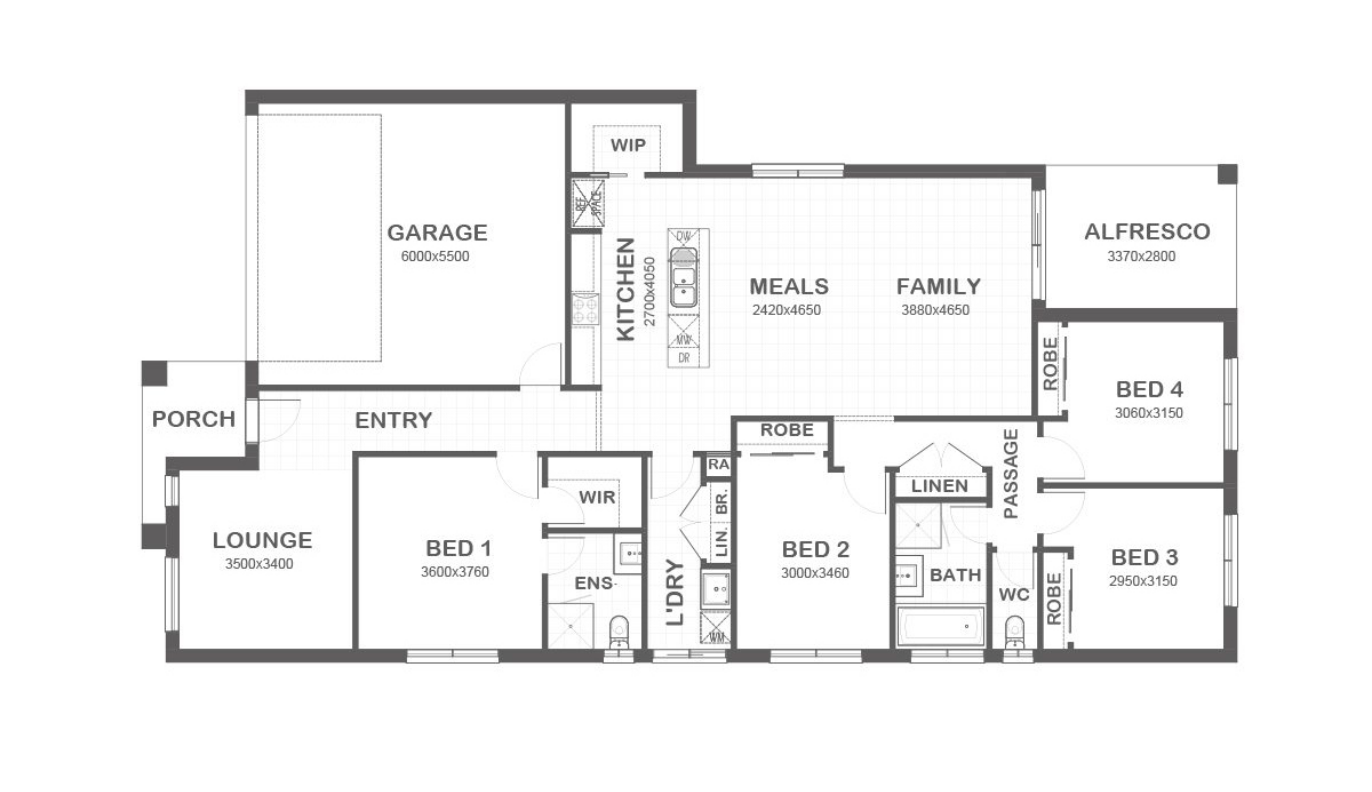 WIP
GARAGE
6000x5500
REF.
SPACE
KITCHEN
2700x4050
DW
MW
DR
MEALS
2420x4650
FAMILY
3880x4650
ALFRESCO
3370x2800
ROBE
BED 4
3060x3150
PORCH
ENTRY
ROBE
PASSAGE
RA
WIR
BR.
LIN.
LINEN
LOUNGE
3500x3400
BED 1
3600x3760
ENS
L'DRY
WM
BED 2
3000x3460
BATH
WC
ROBE
BED 3
2950x3150